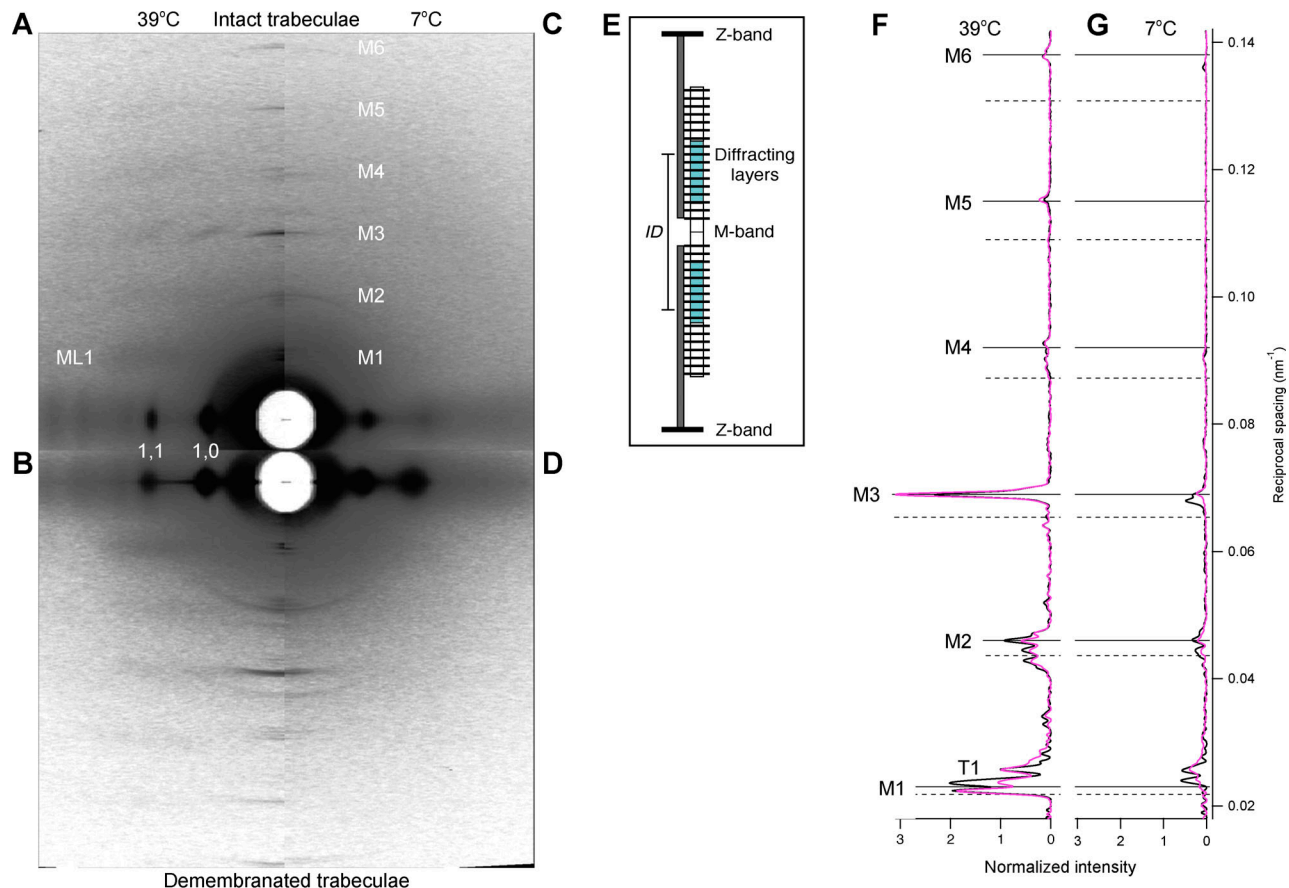 A 39°C Intact trabeculae 7°C C
M6
M5
M4
M3
M2
ML1 M1
1,1 1,0
B D
Demembranated trabeculae
E
Z-band
Diffracting
layers
ID M-band
Z-band
F 39°C G 7°C
M6
M5
M4
M3
M2
T1
M1
3 2 1 0 3 2 1 0
Normalized intensity
0.14
0.12
0.10
0.08
0.06
0.04
0.02
Reciprocal spacing (nm⁻¹)